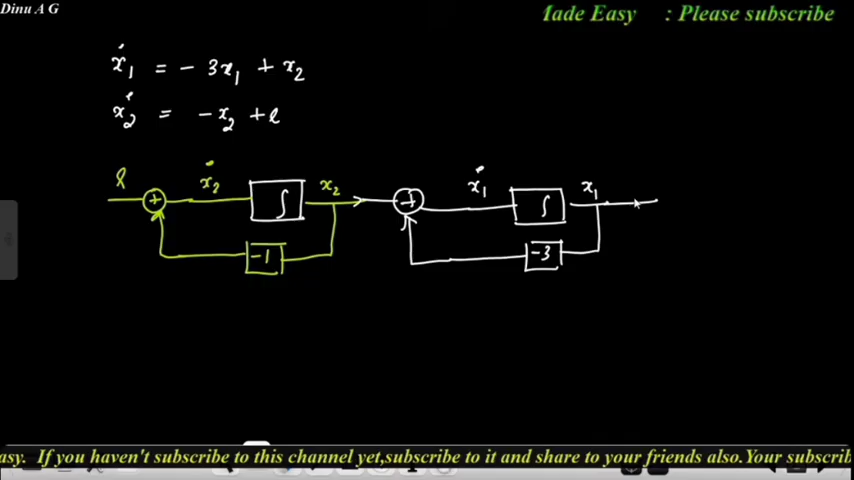 Dinu A G
Made Easy : Please subscribe
ẋ₁ = - 3x₁ + x₂
ẋ₂ = -x₂ + r
r + ẋ₂ ∫ x₂ + ẋ₁ ∫ x₁
-1 -3
asy. If you haven't subscribe to this channel yet,subscribe to it and share to your friends also.Your subscrib